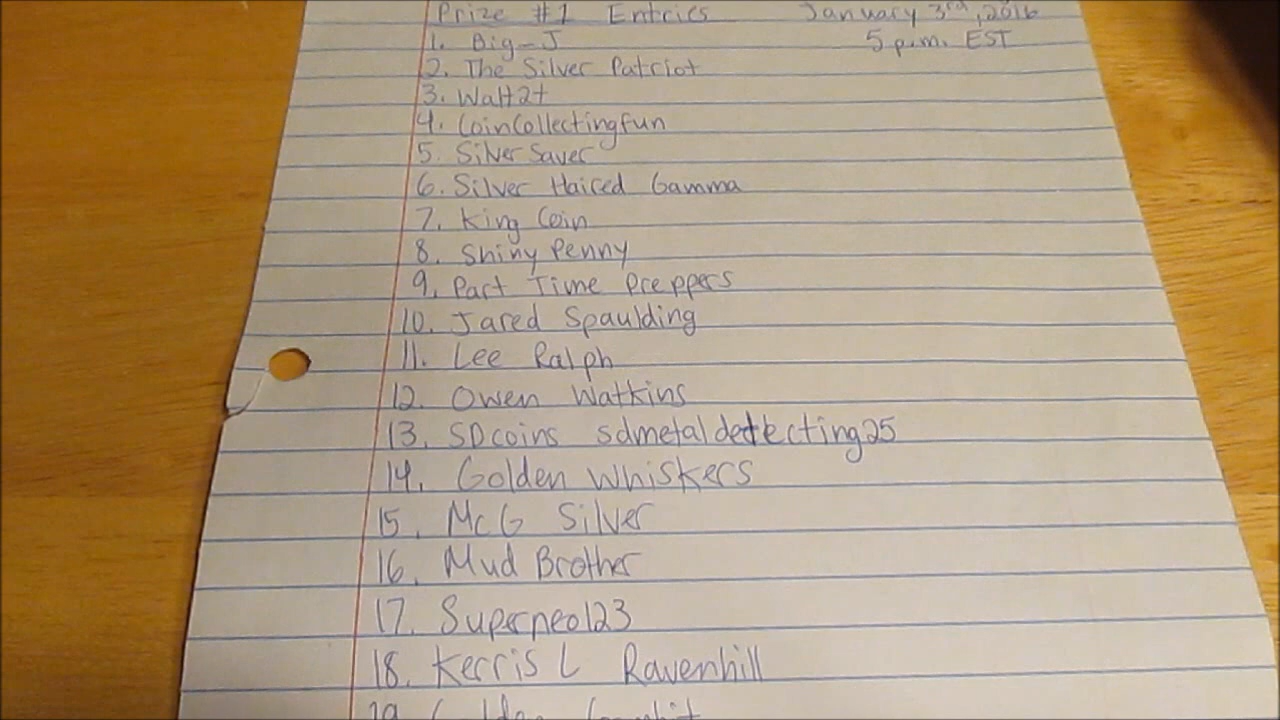 Prize #1 Entries January 3rd, 2016
1. Big-J 5 p.m. EST
2. The Silver Patriot
3. Walt2t
4. CoinCollectingfun
5. Silver Saver
6. Silver Haired Gamma
7. King Coin
8. Shiny Penny
9. Part Time Preppers
10. Jared Spaulding
11. Lee Ralph
12. Owen Watkins
13. SDcoins sdmetaldetecting25
14. Golden Whiskers
15. McG Silver
16. Mud Brother
17. Superneo123
18. Kerris L Ravenhill
19. Golden